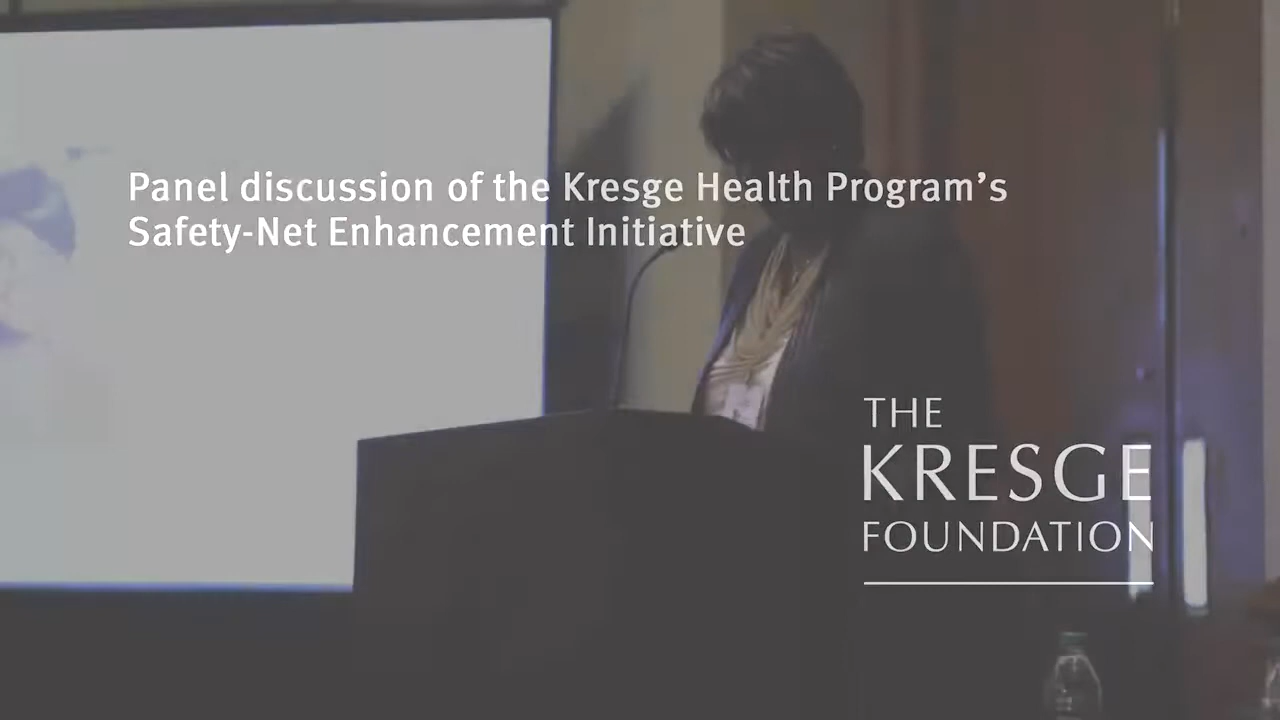 Panel discussion of the Kresge Health Program’s
Safety-Net Enhancement Initiative
THE
KRESGE
FOUNDATION